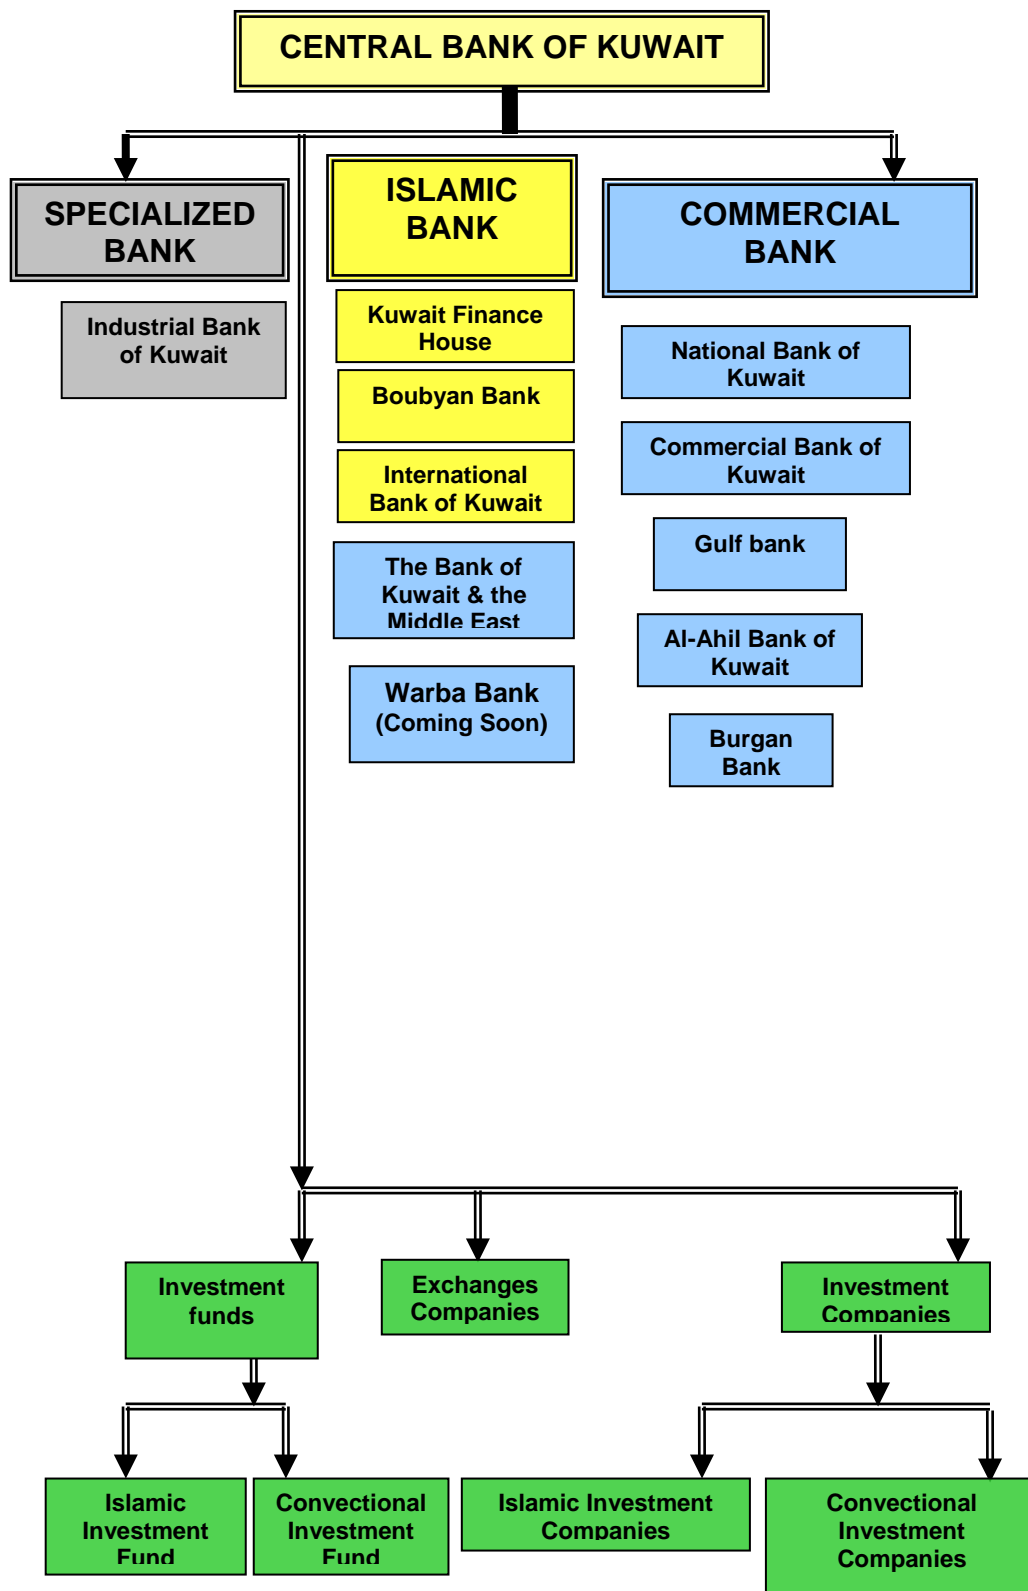 CENTRAL BANK OF KUWAIT
SPECIALIZED
BANK
Industrial Bank
of Kuwait
ISLAMIC
BANK
Kuwait Finance
House
Boubyan Bank
International
Bank of Kuwait
The Bank of
Kuwait & the
Middle East
Warba Bank
(Coming Soon)
COMMERCIAL
BANK
National Bank of
Kuwait
Commercial Bank of
Kuwait
Gulf bank
Al-Ahil Bank of
Kuwait
Burgan
Bank
Investment
funds
Exchanges
Companies
Investment
Companies
Islamic
Investment
Fund
Convectional
Investment
Fund
Islamic Investment
Companies
Convectional
Investment
Companies